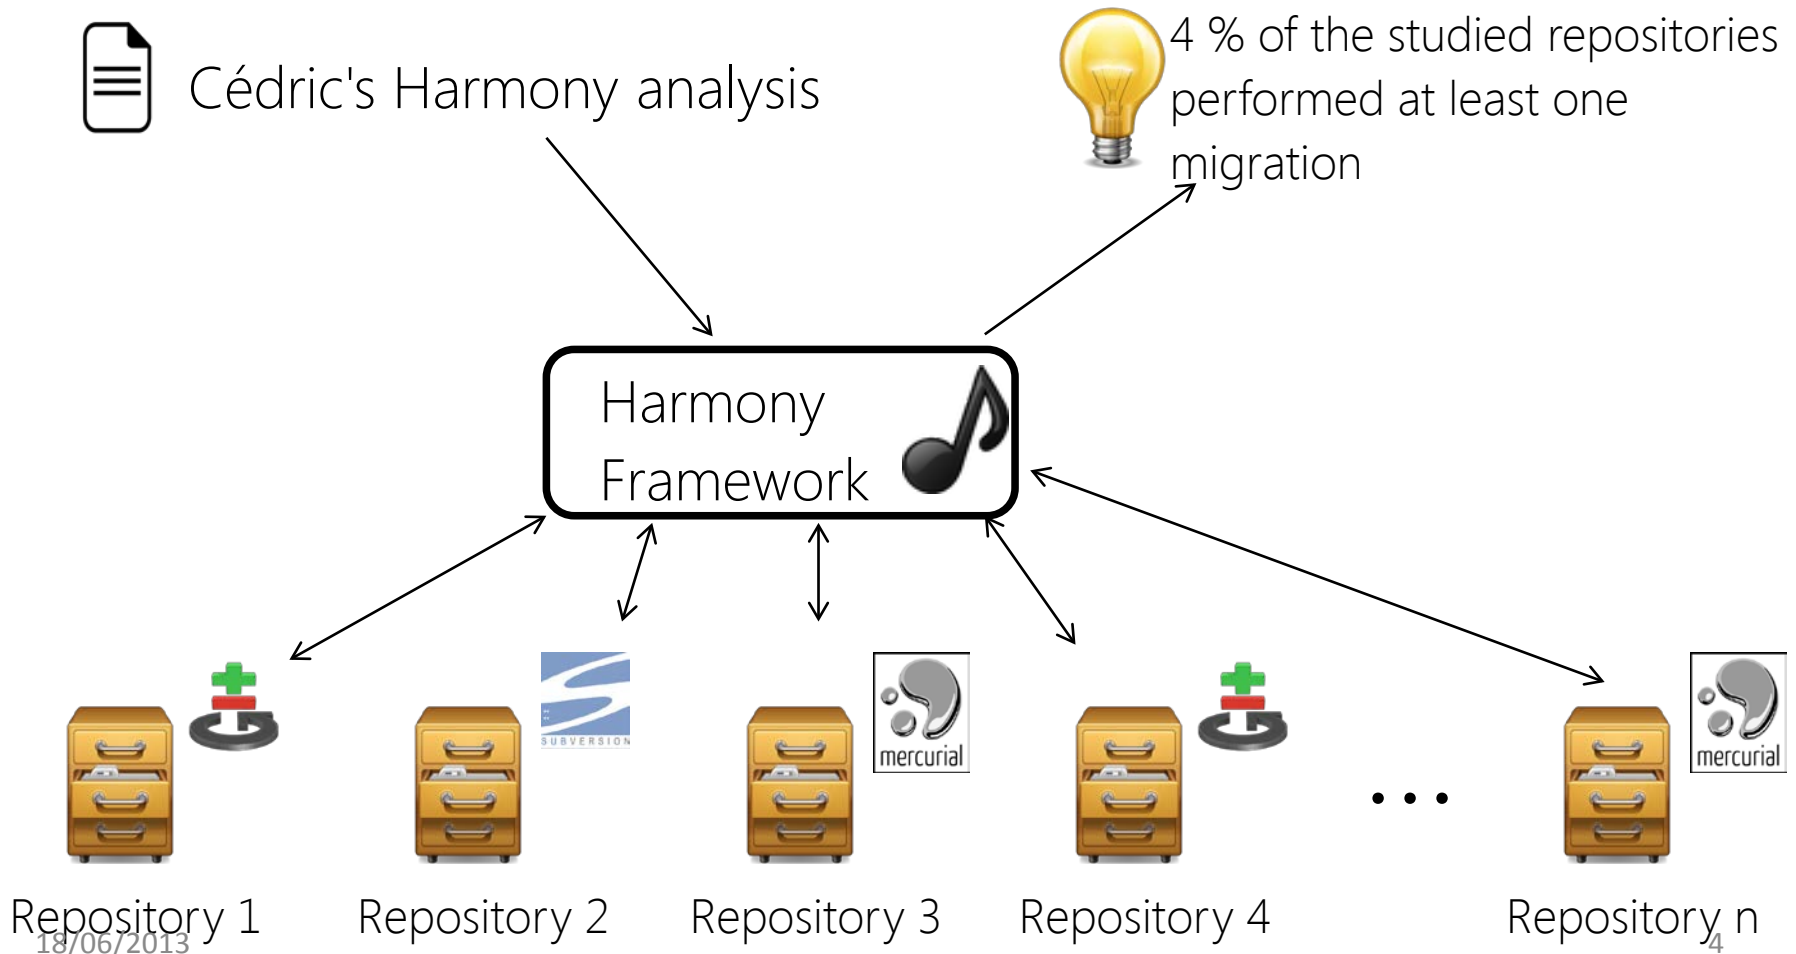 Cédric's Harmony analysis
4 % of the studied repositories
performed at least one
migration
Harmony
Framework
SUBVERSION
mercurial
mercurial
Repository 1
Repository 2
Repository 3
Repository 4
...
Repository n
18/06/2013
4